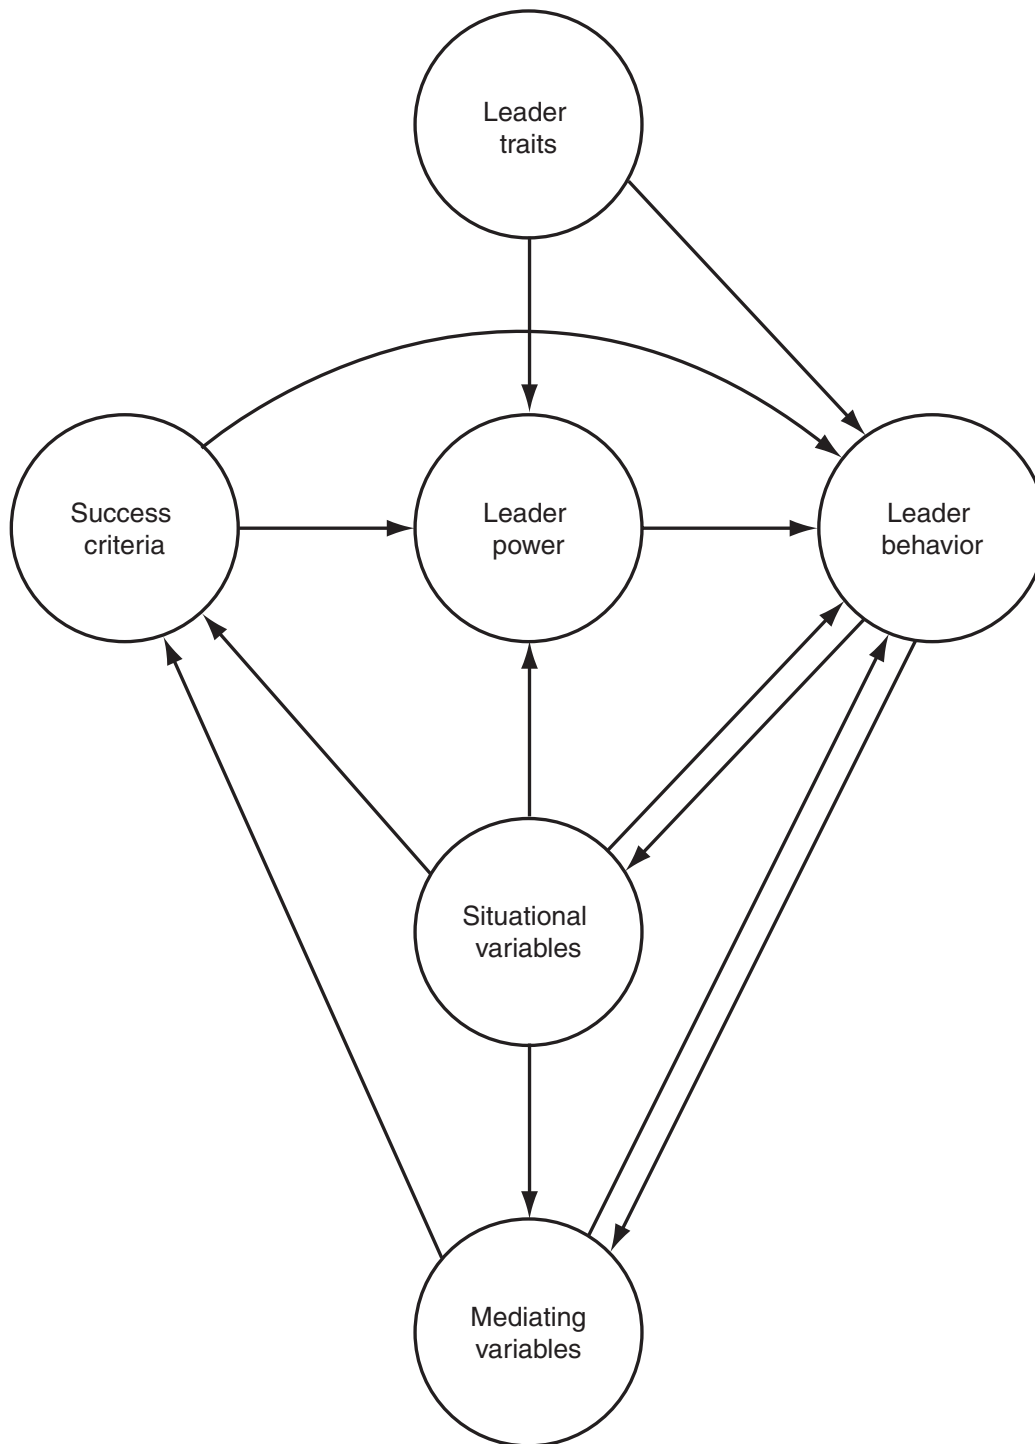 Leader
traits
Success
criteria
Leader
power
Leader
behavior
Situational
variables
Mediating
variables